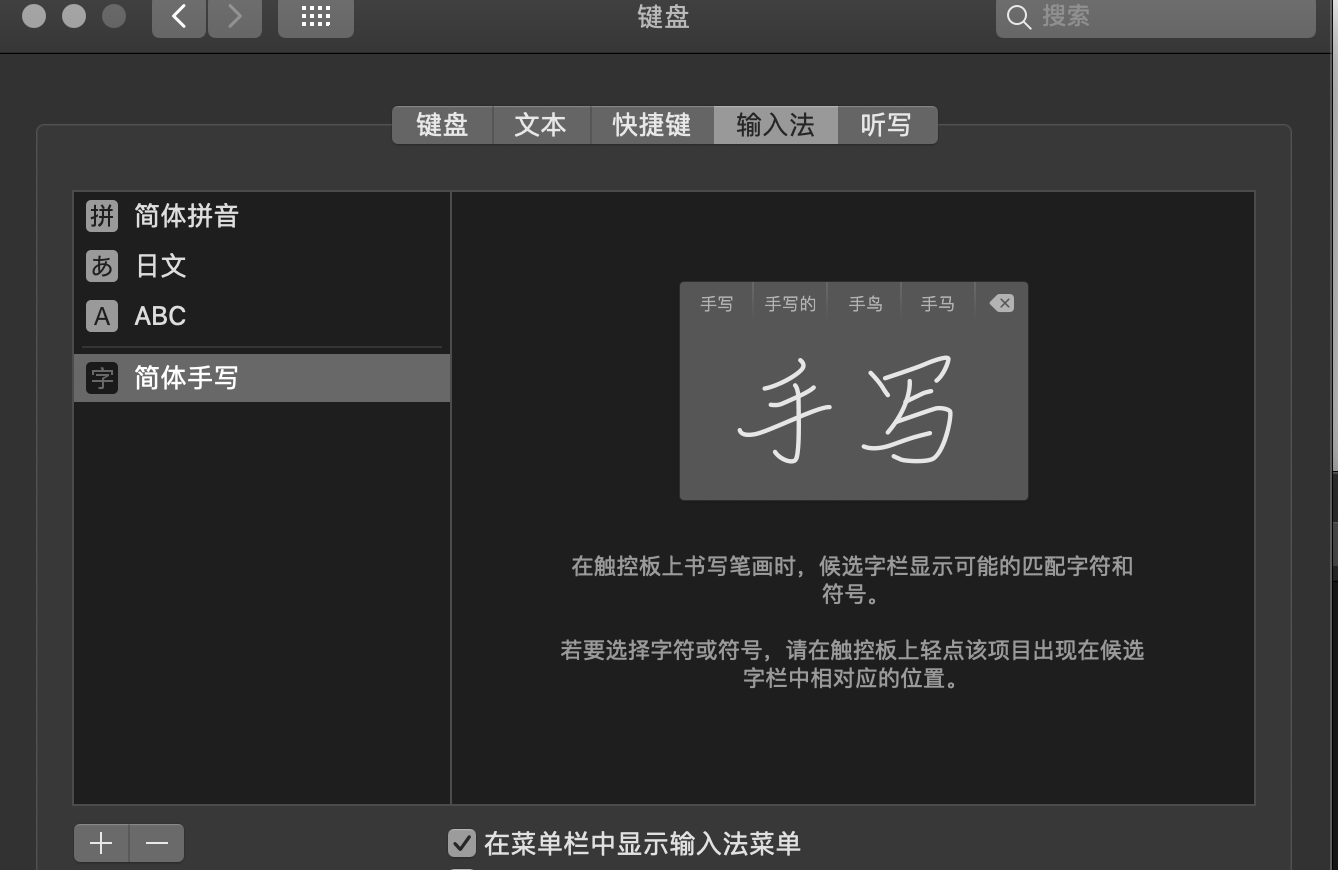 键盘
搜索
键盘 文本 快捷键 输入法 听写
拼 简体拼音
あ 日文
A ABC
字 简体手写
手写 手写的 手鸟 手马
手写
在触控板上书写笔画时，候选字栏显示可能的匹配字符和
符号。
若要选择字符或符号，请在触控板上轻点该项目出现在候选
字栏中相对应的位置。
在菜单栏中显示输入法菜单